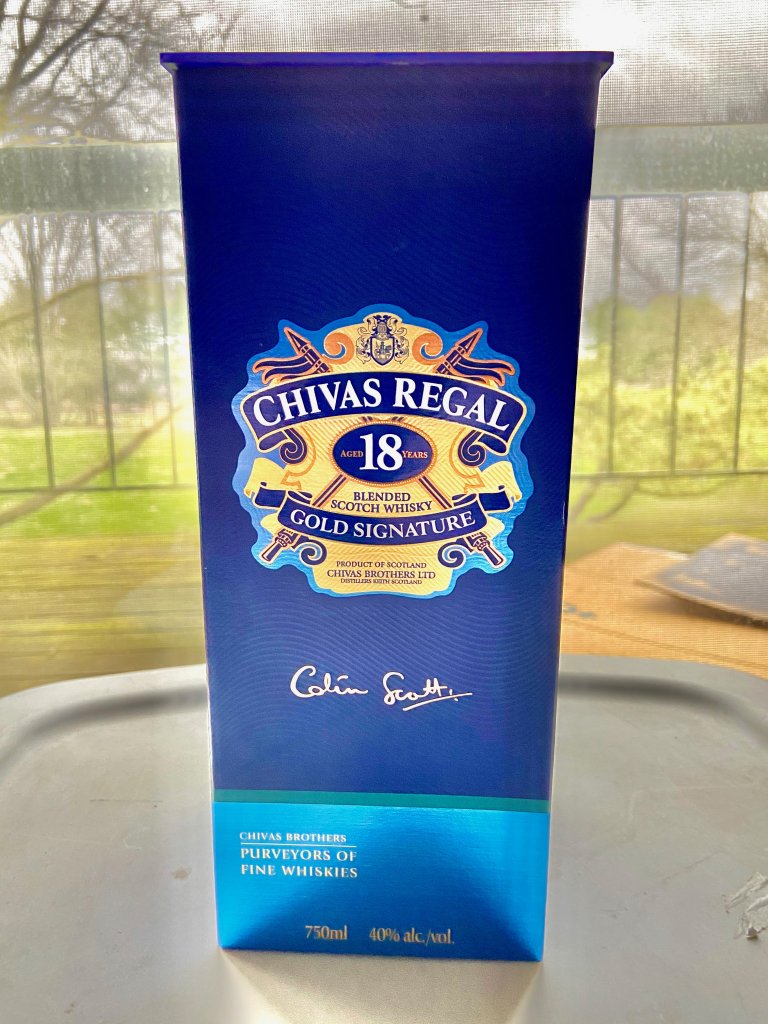 CHIVAS REGAL
AGED 18 YEARS
BLENDED
SCOTCH WHISKY
GOLD SIGNATURE
PRODUCT OF SCOTLAND
CHIVAS BROTHERS LTD
DISTILLERS KEITH SCOTLAND
Colin Scott.
CHIVAS BROTHERS
PURVEYORS OF
FINE WHISKIES
750ml 40% alc./vol.